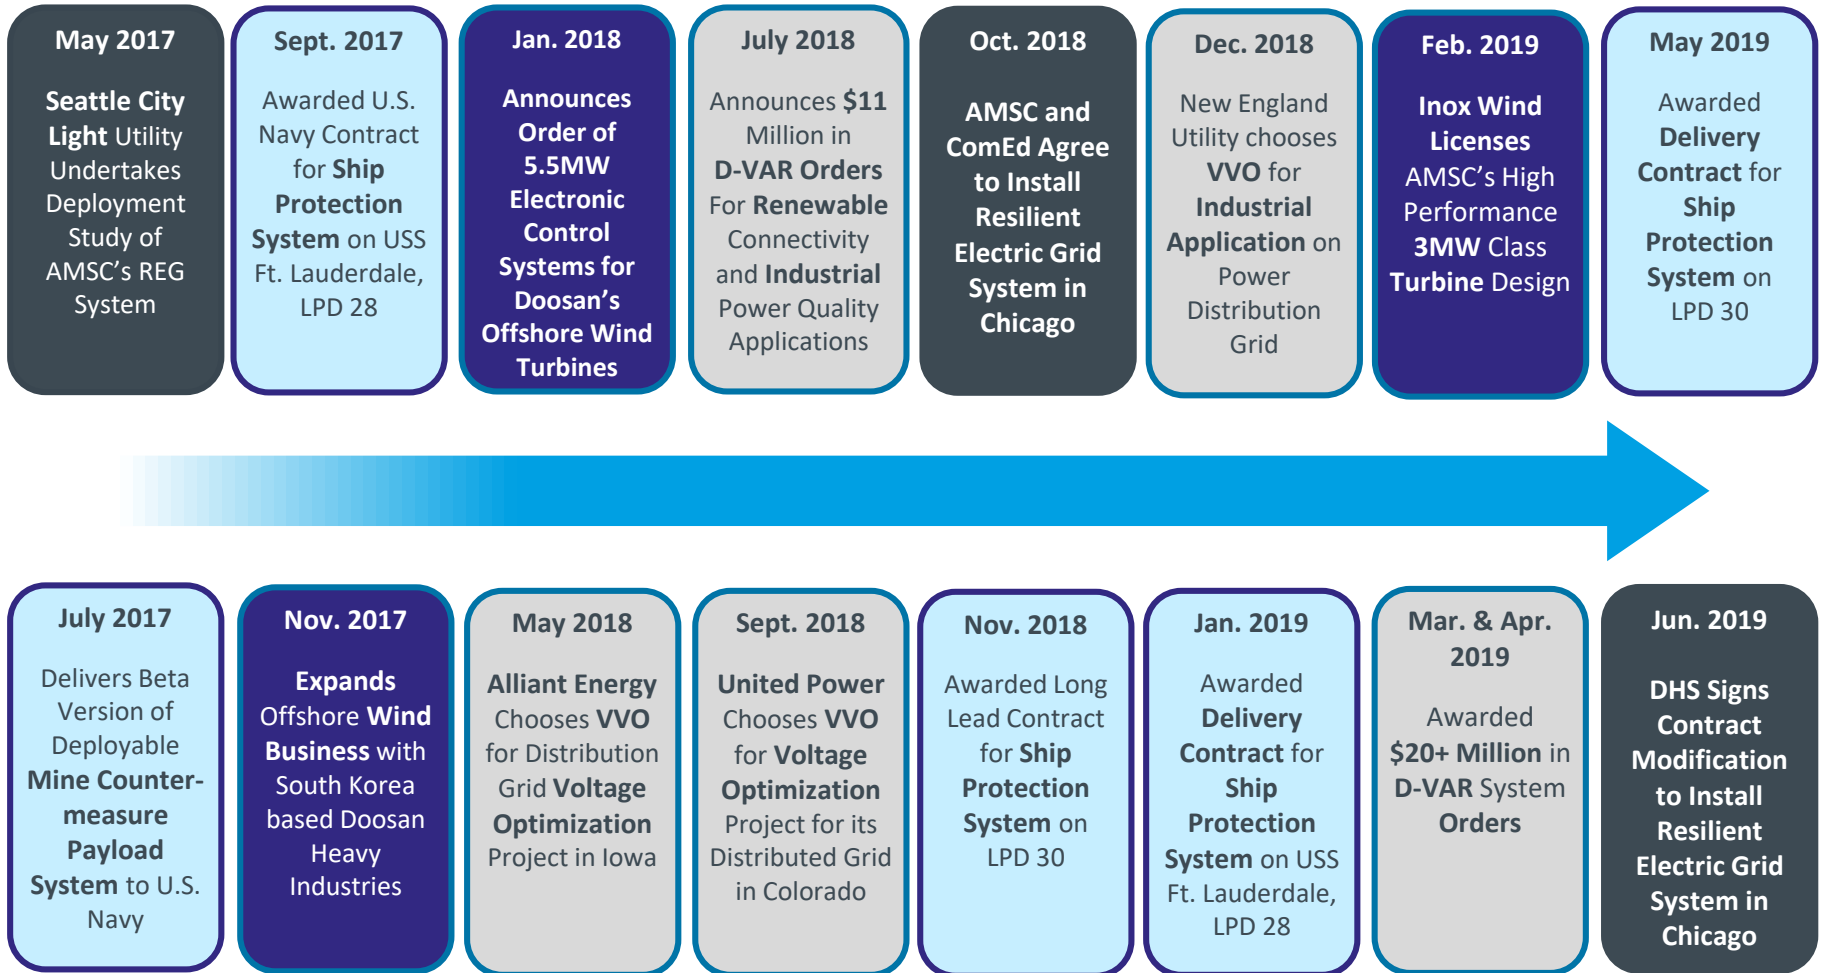 May 2017
Seattle City
Light Utility
Undertakes
Deployment
Study of
AMSC’s REG
System
Sept. 2017
Awarded U.S.
Navy Contract
for Ship
Protection
System on USS
Ft. Lauderdale,
LPD 28
Jan. 2018
Announces
Order of
5.5MW
Electronic
Control
Systems for
Doosan’s
Offshore Wind
Turbines
July 2018
Announces $11
Million in
D-VAR Orders
For Renewable
Connectivity
and Industrial
Power Quality
Applications
Oct. 2018
AMSC and
ComEd Agree
to Install
Resilient
Electric Grid
System in
Chicago
Dec. 2018
New England
Utility chooses
VVO for
Industrial
Application on
Power
Distribution
Grid
Feb. 2019
Inox Wind
Licenses
AMSC’s High
Performance
3MW Class
Turbine Design
May 2019
Awarded
Delivery
Contract for
Ship
Protection
System on
LPD 30
July 2017
Delivers Beta
Version of
Deployable
Mine Counter-
measure
Payload
System to U.S.
Navy
Nov. 2017
Expands
Offshore Wind
Business with
South Korea
based Doosan
Heavy
Industries
May 2018
Alliant Energy
Chooses VVO
for Distribution
Grid Voltage
Optimization
Project in Iowa
Sept. 2018
United Power
Chooses VVO
for Voltage
Optimization
Project for its
Distributed Grid
in Colorado
Nov. 2018
Awarded Long
Lead Contract
for Ship
Protection
System on
LPD 30
Jan. 2019
Awarded
Delivery
Contract for
Ship
Protection
System on USS
Ft. Lauderdale,
LPD 28
Mar. & Apr.
2019
Awarded
$20+ Million in
D-VAR System
Orders
Jun. 2019
DHS Signs
Contract
Modification
to Install
Resilient
Electric Grid
System in
Chicago